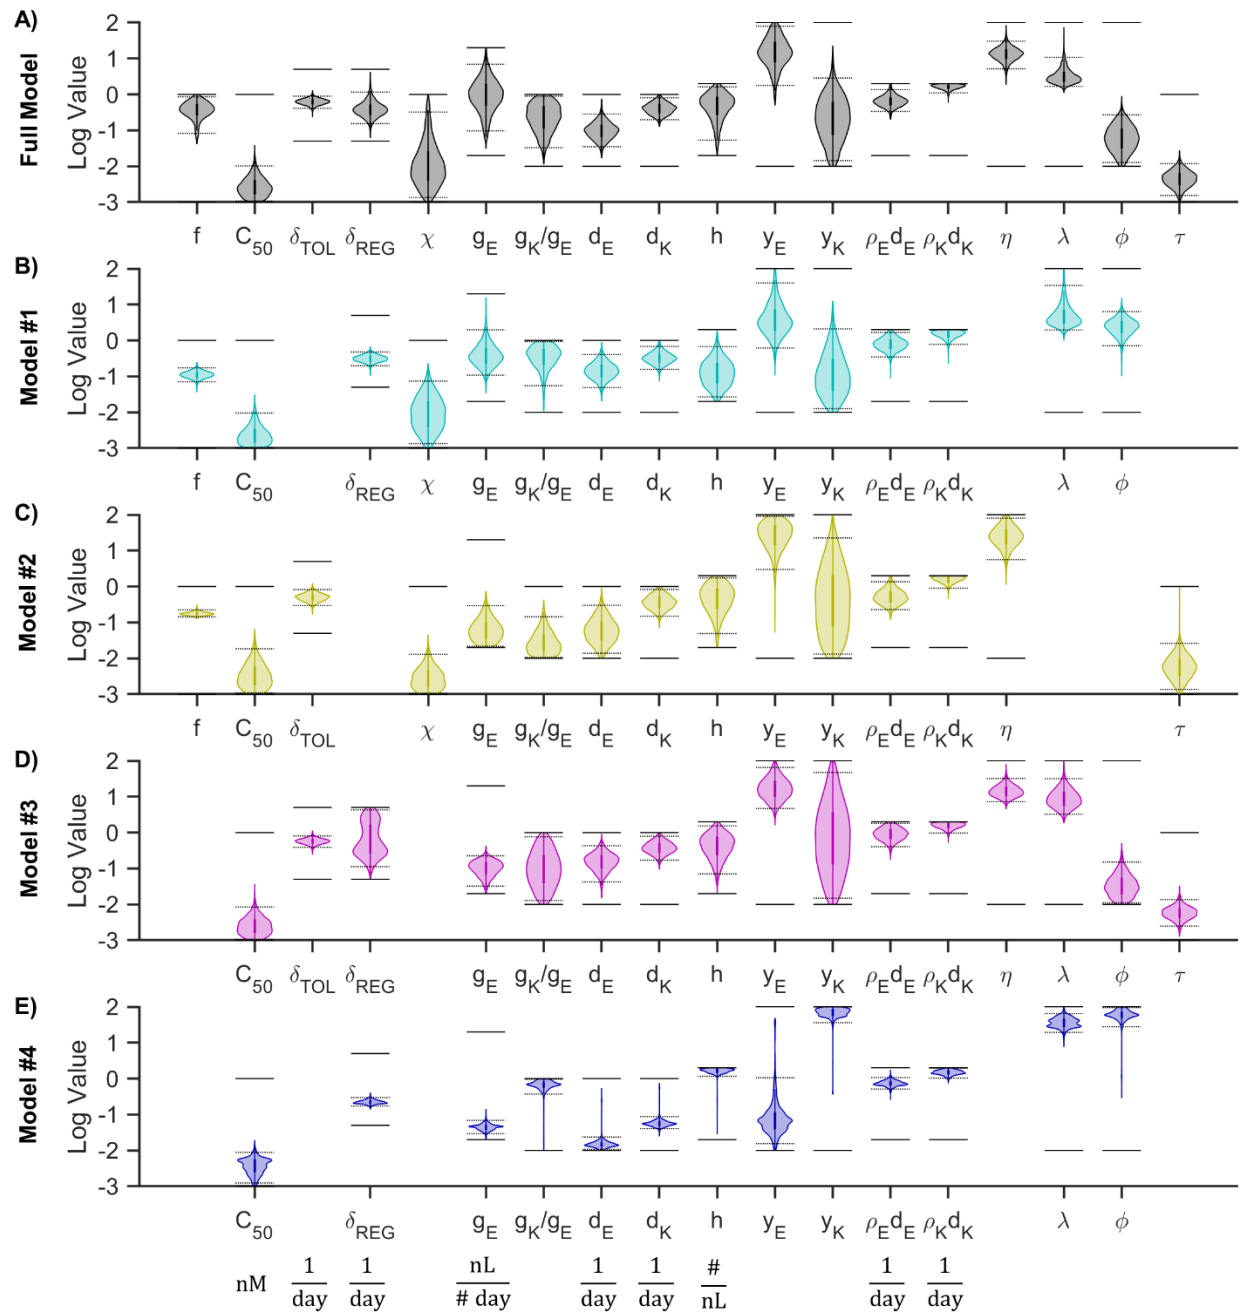 A)
Full Model
Log Value
2
1
0
-1
-2
-3
f C50 δTOL δREG χ gE gK/gE dE dK h yE yK ρEdE ρKdK η λ ϕ τ
B)
Model #1
Log Value
2
1
0
-1
-2
-3
f C50 δREG χ gE gK/gE dE dK h yE yK ρEdE ρKdK λ ϕ
C)
Model #2
Log Value
2
1
0
-1
-2
-3
f C50 δTOL χ gE gK/gE dE dK h yE yK ρEdE ρKdK η τ
D)
Model #3
Log Value
2
1
0
-1
-2
-3
C50 δTOL δREG gE gK/gE dE dK h yE yK ρEdE ρKdK η λ ϕ τ
E)
Model #4
Log Value
2
1
0
-1
-2
-3
C50 δREG gE gK/gE dE dK h yE yK ρEdE ρKdK λ ϕ
nM 1/day 1/day nL/# day 1/day 1/day #/nL 1/day 1/day